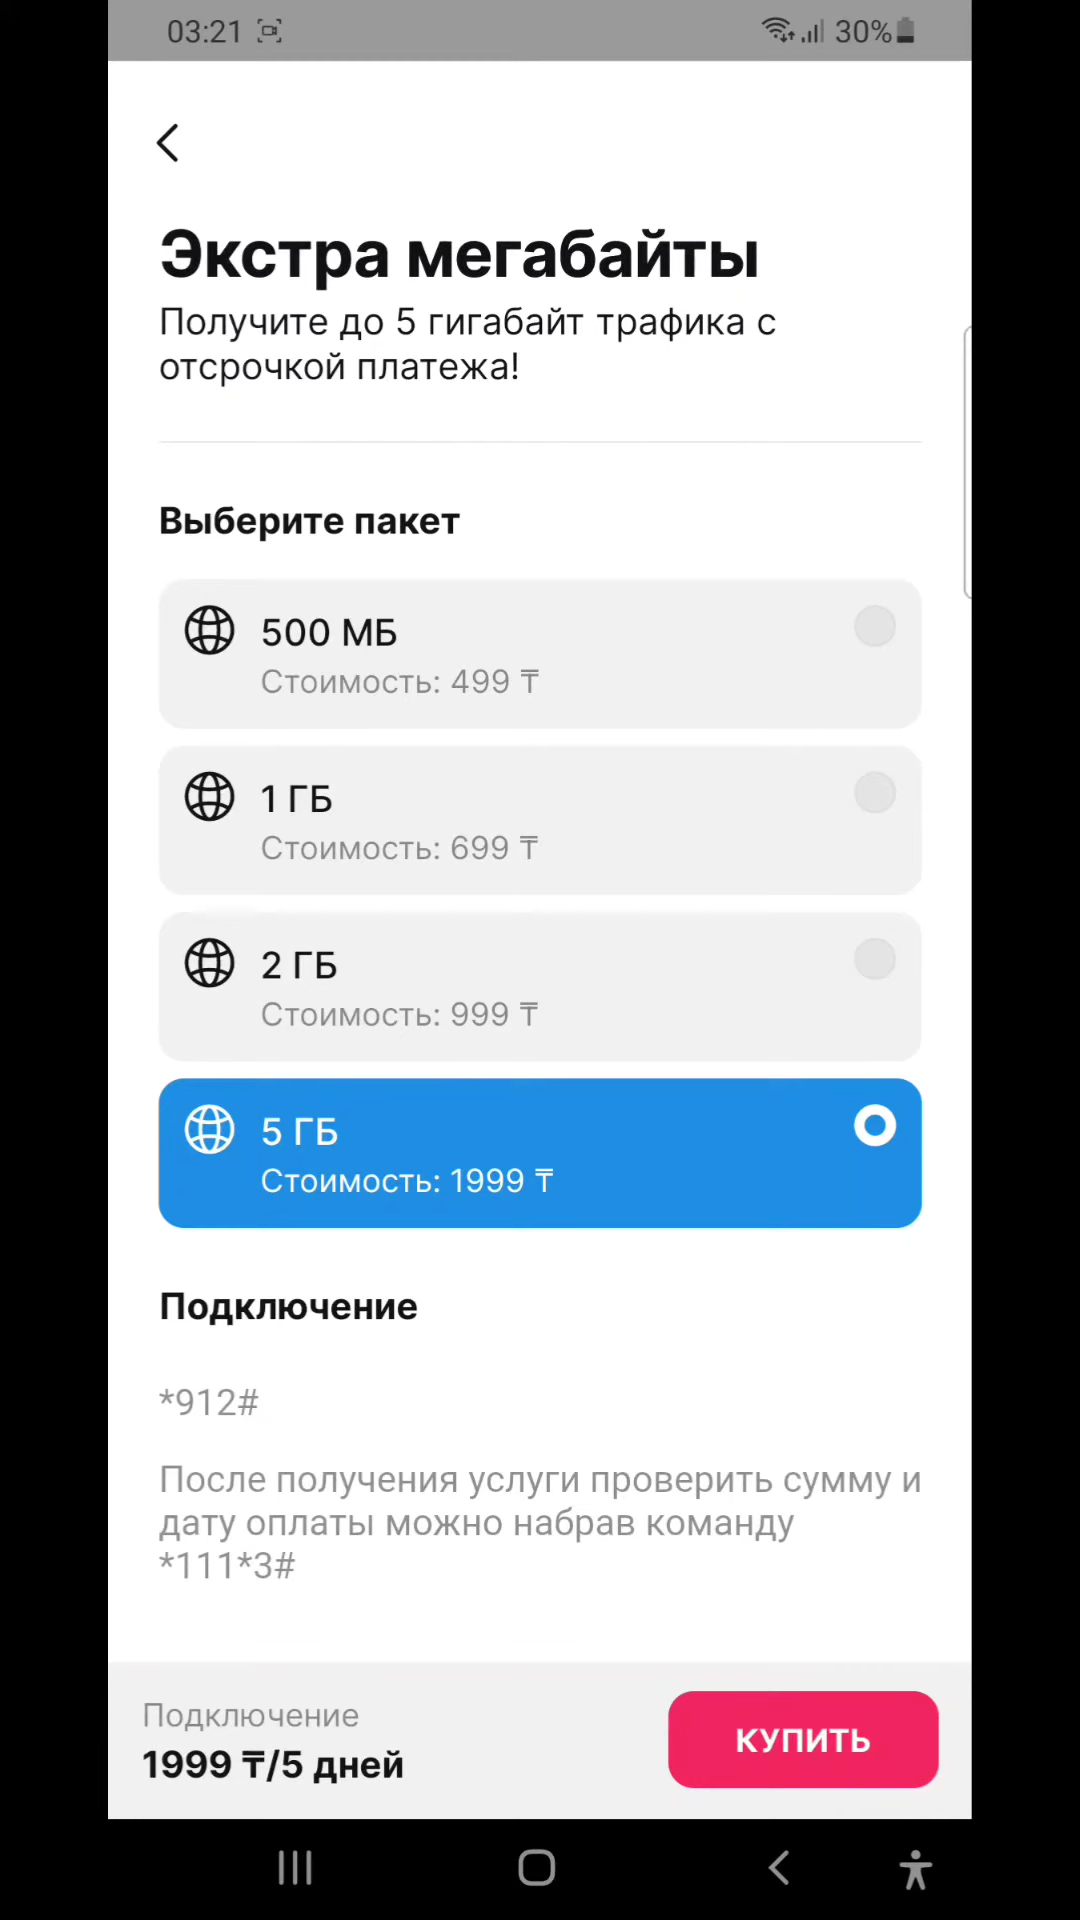 03:21
30%
Экстра мегабайты
Получите до 5 гигабайт трафика с
отсрочкой платежа!
Выберите пакет
500 МБ
Стоимость: 499 ₸
1 ГБ
Стоимость: 699 ₸
2 ГБ
Стоимость: 999 ₸
5 ГБ
Стоимость: 1999 ₸
Подключение
*912#
После получения услуги проверить сумму и
дату оплаты можно набрав команду
*111*3#
Подключение
1999 ₸/5 дней
КУПИТЬ